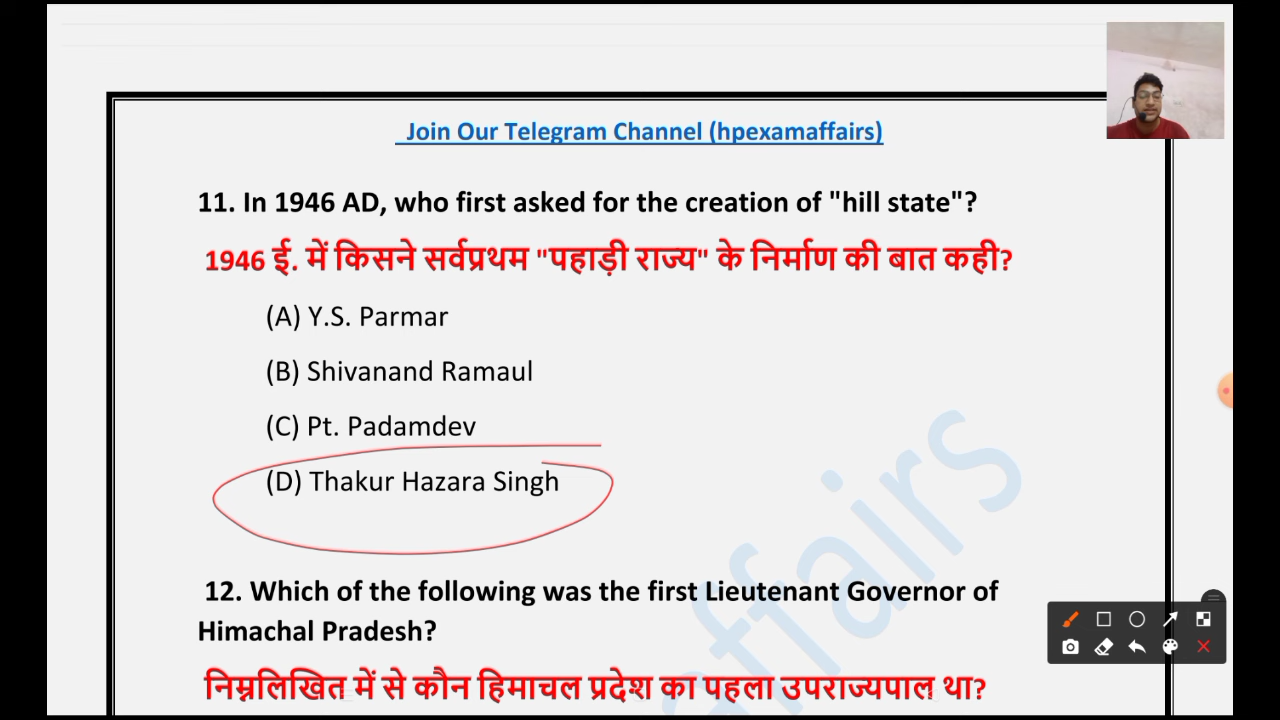 Join Our Telegram Channel (hpexamaffairs)
11. In 1946 AD, who first asked for the creation of "hill state"?
1946 ई. में किसने सर्वप्रथम "पहाड़ी राज्य" के निर्माण की बात कही?
(A) Y.S. Parmar
(B) Shivanand Ramaul
(C) Pt. Padamdev
(D) Thakur Hazara Singh
12. Which of the following was the first Lieutenant Governor of
Himachal Pradesh?
निम्नलिखित में से कौन हिमाचल प्रदेश का पहला उपराज्यपाल था?
affairs